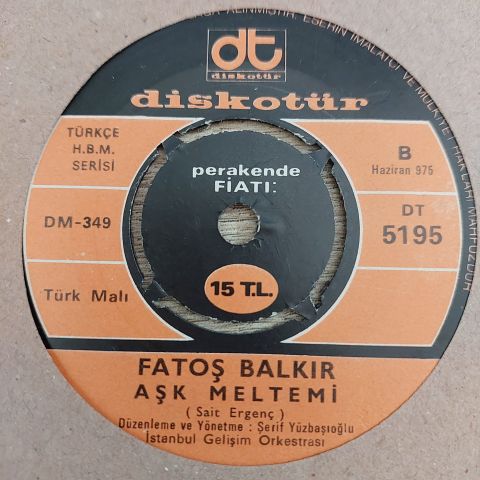 ALINMIŞTIR. ESERİN İMALATÇI VE MÜLKİYET HAKLARI MAHFUZDUR
dt
diskotür
diskotür
TÜRKÇE
H.B.M.
SERİSİ
perakende
FİATI:
B
Haziran 975
DM-349
DT
5195
Türk Malı
15 T.L.
FATOŞ BALKIR
AŞK MELTEMİ
( Sait Ergenç )
Düzenleme ve Yönetme : Şerif Yüzbaşıoğlu
İstanbul Gelişim Orkestrası